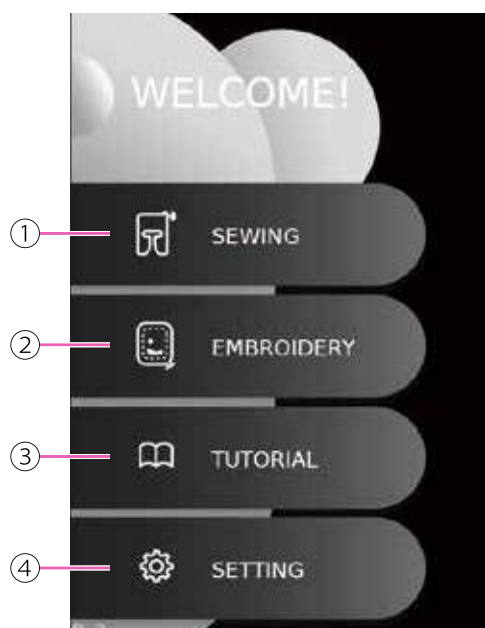 WELCOME!
① SEWING
② EMBROIDERY
③ TUTORIAL
④ SETTING